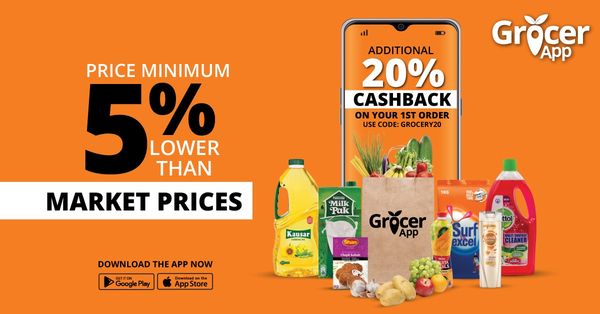 PRICE MINIMUM
5%
LOWER
THAN
MARKET PRICES
DOWNLOAD THE APP NOW
GET IT ON
Google Play
Download on the
App Store
ADDITIONAL
20%
CASHBACK
ON YOUR 1ST ORDER
USE CODE: GROCERY20
Grocer
App
Kausar
Milk
Pak
Shan
Grocer
App
Surf
excel
Dettol
CLEANER